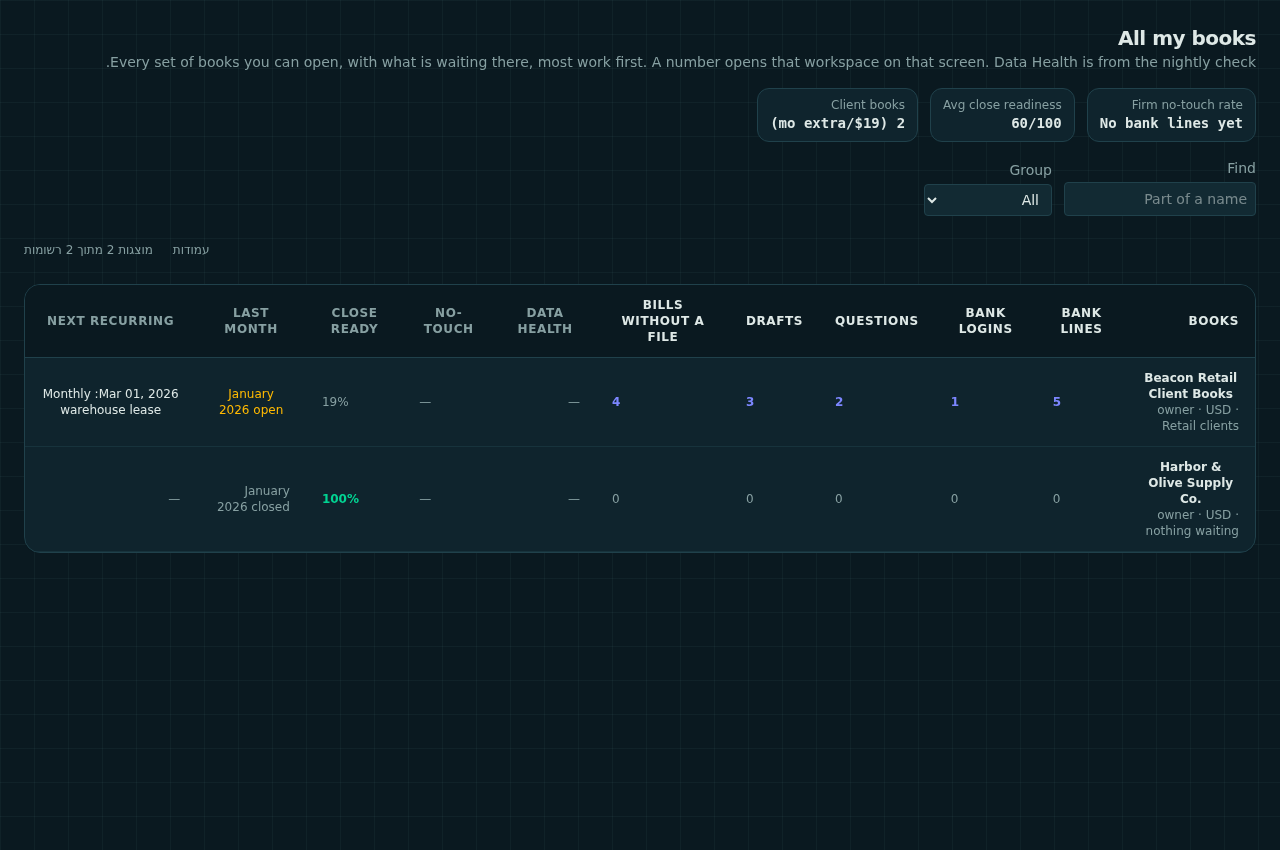 All my books
.Every set of books you can open, with what is waiting there, most work first. A number opens that workspace on that screen. Data Health is from the nightly check
Firm no-touch rate
No bank lines yet
Avg close readiness
60/100
Client books
(mo extra/$19) 2
Find
Part of a name
Group
All
עמודות
מוצגות 2 מתוך 2 רשומות
BOOKS
BANK
LINES
BANK
LOGINS
QUESTIONS
DRAFTS
BILLS
WITHOUT A
FILE
DATA
HEALTH
NO-
TOUCH
CLOSE
READY
LAST
MONTH
NEXT RECURRING
Beacon Retail
Client Books
owner · USD ·
Retail clients
5
1
2
3
4
—
—
19%
January
2026 open
Monthly :Mar 01, 2026
warehouse lease
Harbor &
Olive Supply
Co.
owner · USD ·
nothing waiting
0
0
0
0
0
—
—
100%
January
2026 closed
—